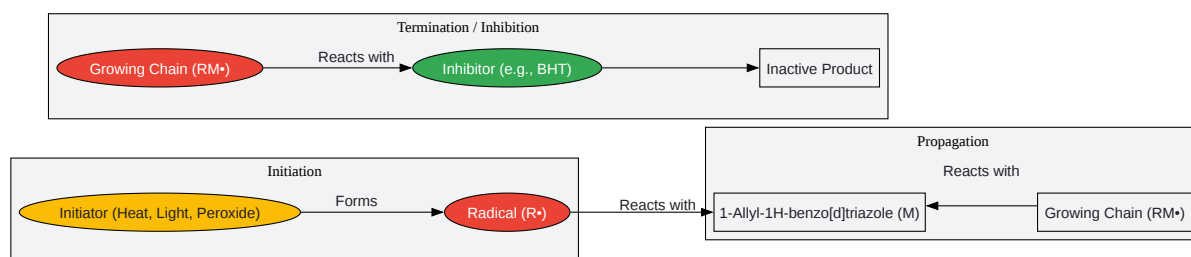 Termination / Inhibition
Growing Chain (RM•)
Reacts with
Inhibitor (e.g., BHT)
Inactive Product
Propagation
Initiation
Reacts with
Initiator (Heat, Light, Peroxide)
Forms
Radical (R•)
Reacts with
1-Allyl-1H-benzo[d]triazole (M)
Growing Chain (RM•)